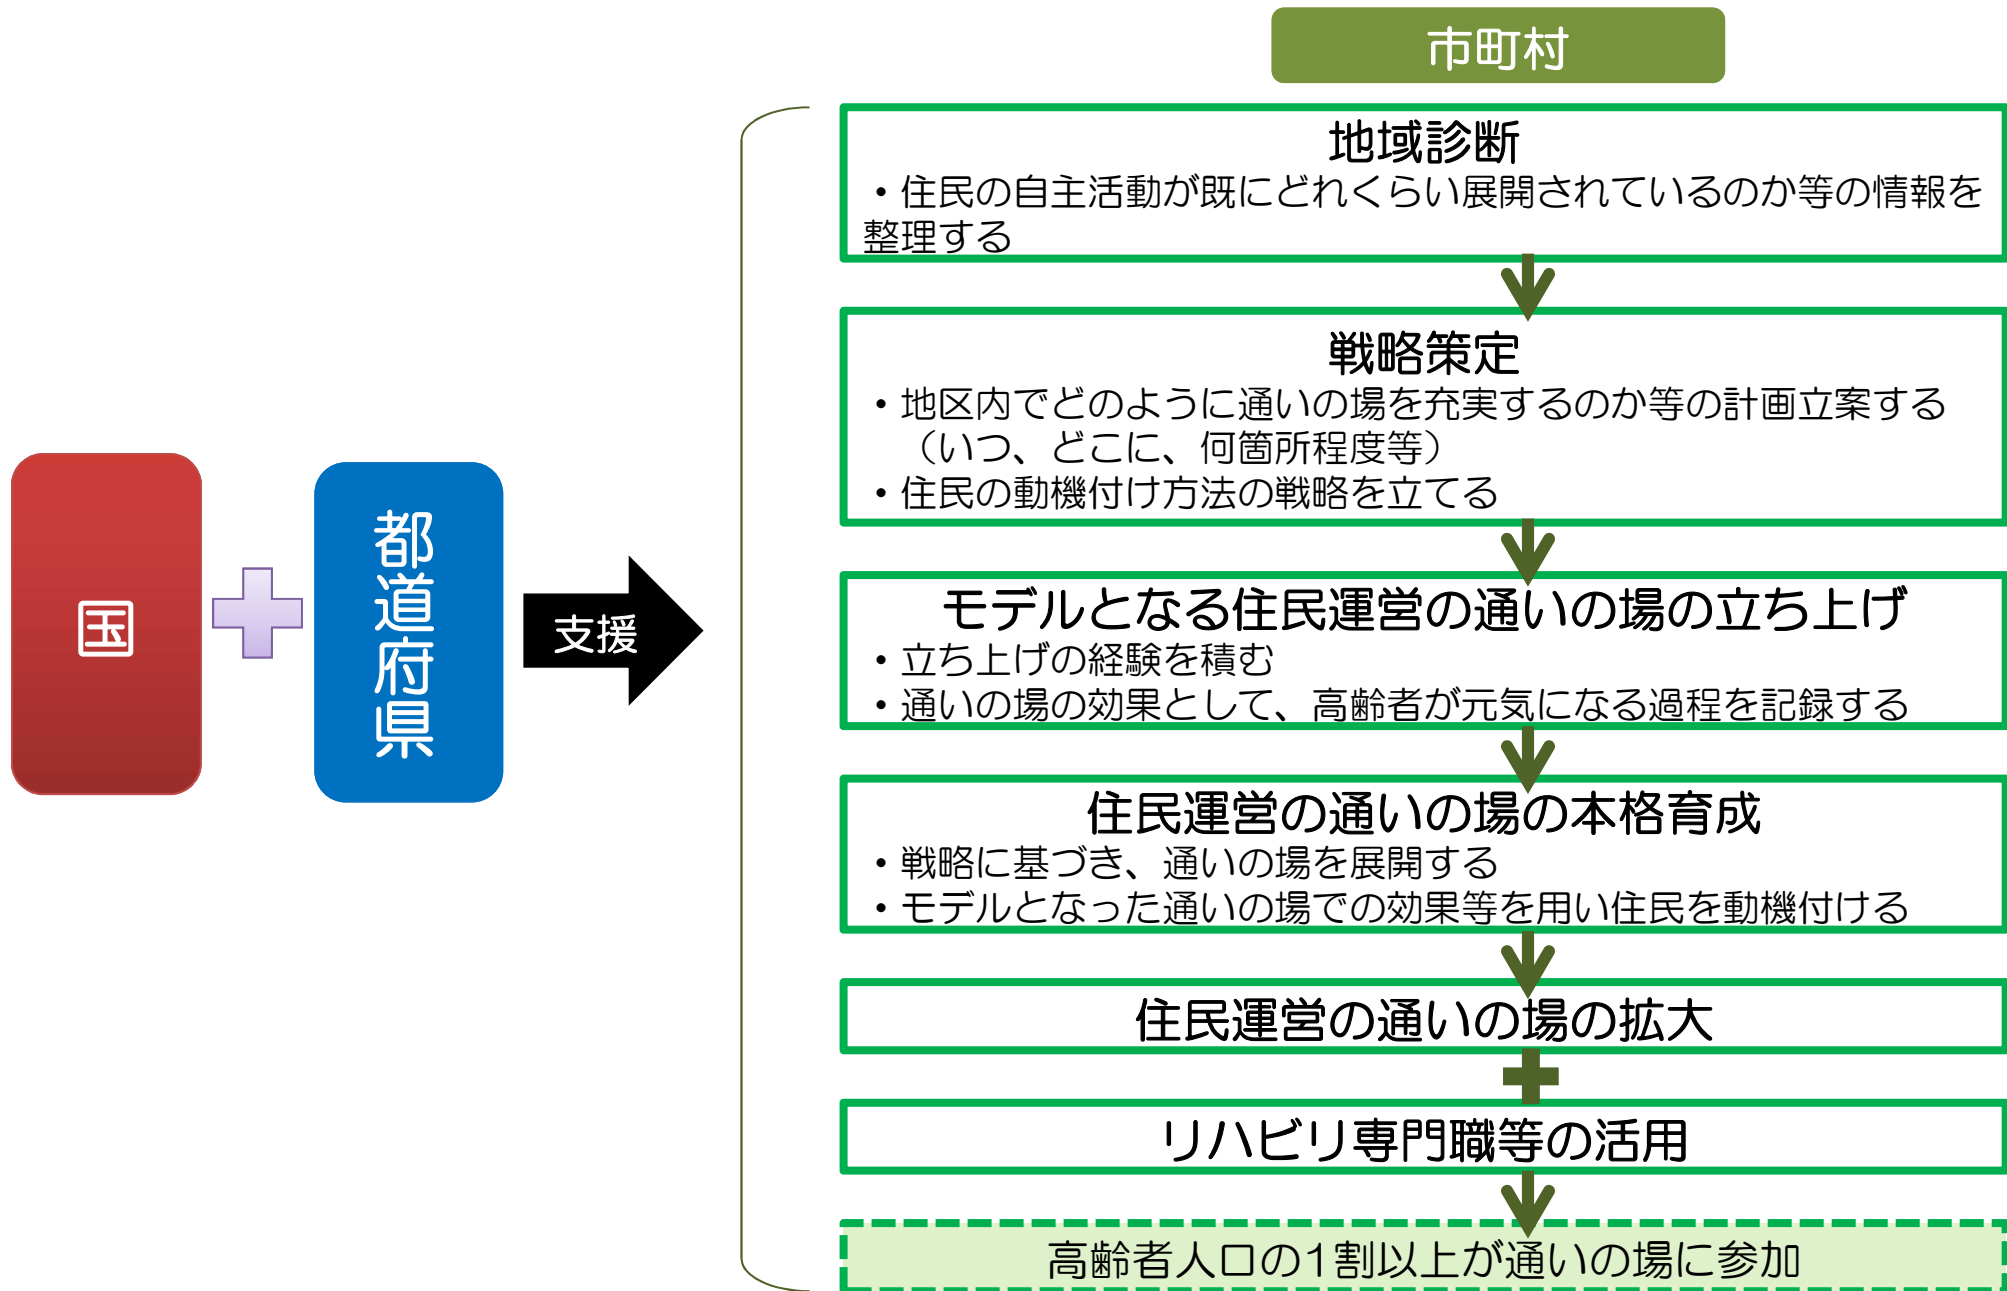 市町村
国
都道府県
支援
地域診断
・住民の自主活動が既にどれくらい展開されているのか等の情報を
整理する
戦略策定
・地区内でどのように通いの場を充実するのか等の計画立案する
（いつ、どこに、何箇所程度等）
・住民の動機付け方法の戦略を立てる
モデルとなる住民運営の通いの場の立ち上げ
・立ち上げの経験を積む
・通いの場の効果として、高齢者が元気になる過程を記録する
住民運営の通いの場の本格育成
・戦略に基づき、通いの場を展開する
・モデルとなった通いの場での効果等を用い住民を動機付ける
住民運営の通いの場の拡大
リハビリ専門職等の活用
高齢者人口の1割以上が通いの場に参加